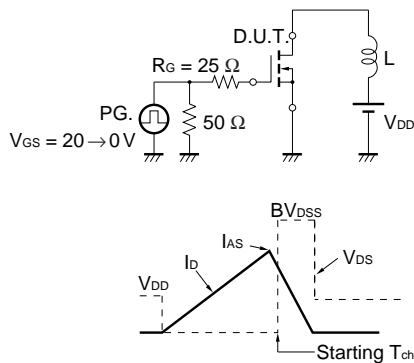 D.U.T.
RG = 25 Ω
L
PG.
50 Ω
VDD
VGS = 20 → 0 V
BVDSS
IAS
ID
VDS
VDD
Starting Tch